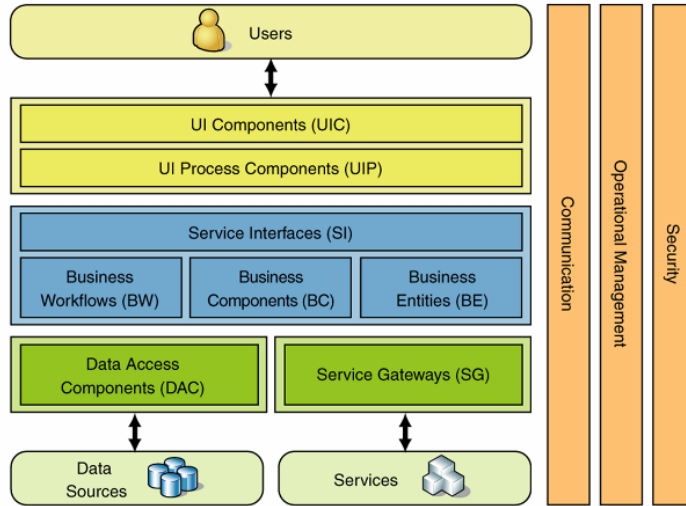 Users
UI Components (UIC)
UI Process Components (UIP)
Service Interfaces (SI)
Business
Workflows (BW)
Business
Components (BC)
Business
Entities (BE)
Data Access
Components (DAC)
Service Gateways (SG)
Data
Sources
Services
Communication
Operational Management
Security